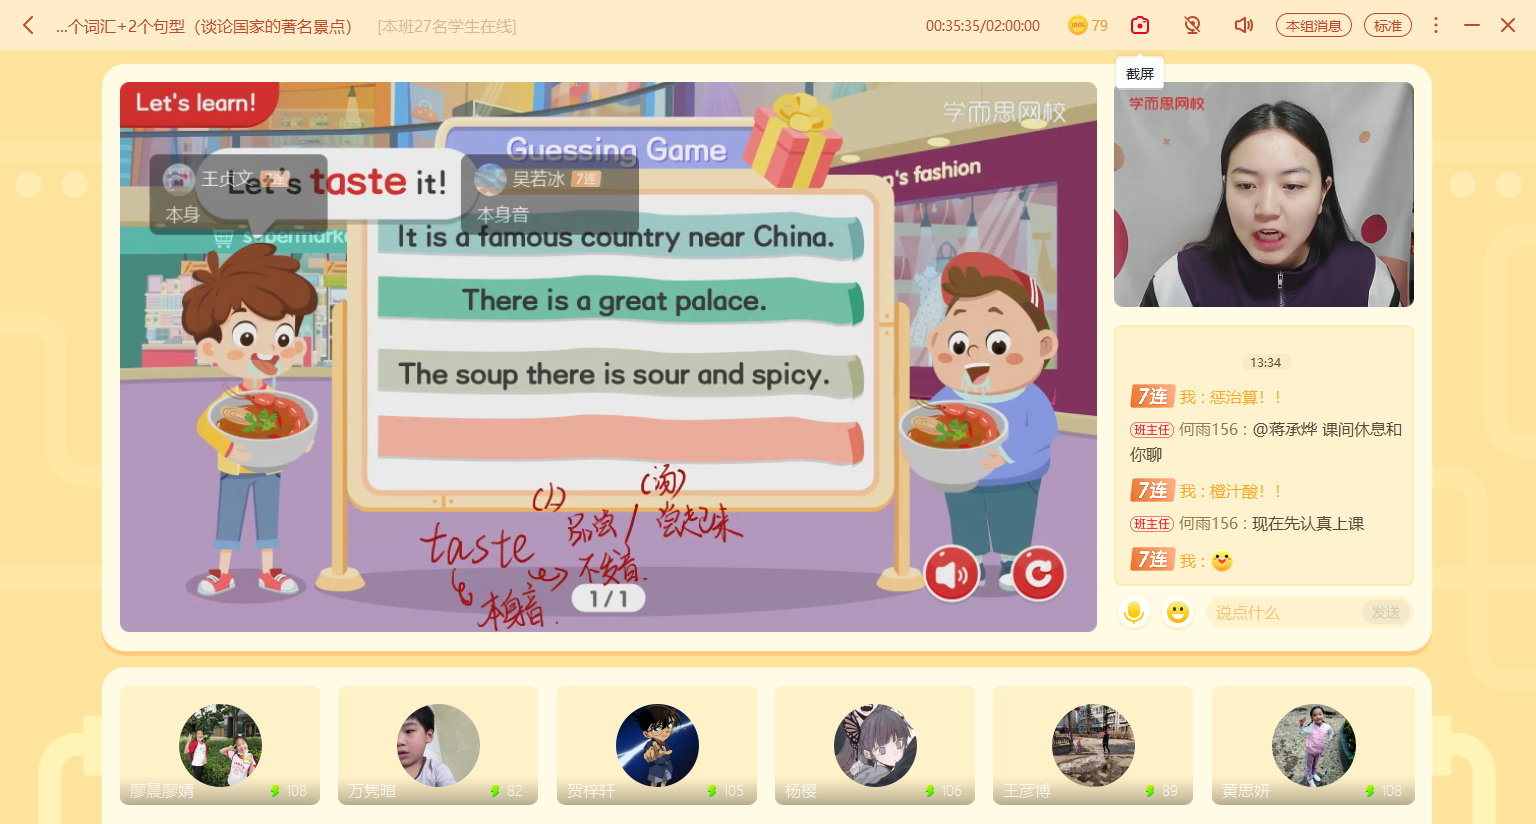 ...个词汇+2个句型（谈论国家的著名景点）
[本班27名学生在线]
00:35:35/02:00:00
79
本组消息
标准
截屏
Let's learn!
学而思网校
Guessing Game
n's fashion
王贞文 7连
本身
Let's taste it!
吴若冰 7连
本身音
supermarke
It is a famous country near China.
There is a great palace.
The soup there is sour and spicy.
taste
(人)
品尝/
(汤)
尝起来
不发音.
本身音.
1/1
学而思网校
13:34
7连 我：惩治算！！
班主任 何雨156：@蒋承烨 课间休息和
你聊
7连 我：橙汁酸！！
班主任 何雨156：现在先认真上课
7连 我：
说点什么
发送
廖晨廖婧 108
万隽暄 82
贺梓轩 105
杨樱 106
王彦博 89
黄思妍 108